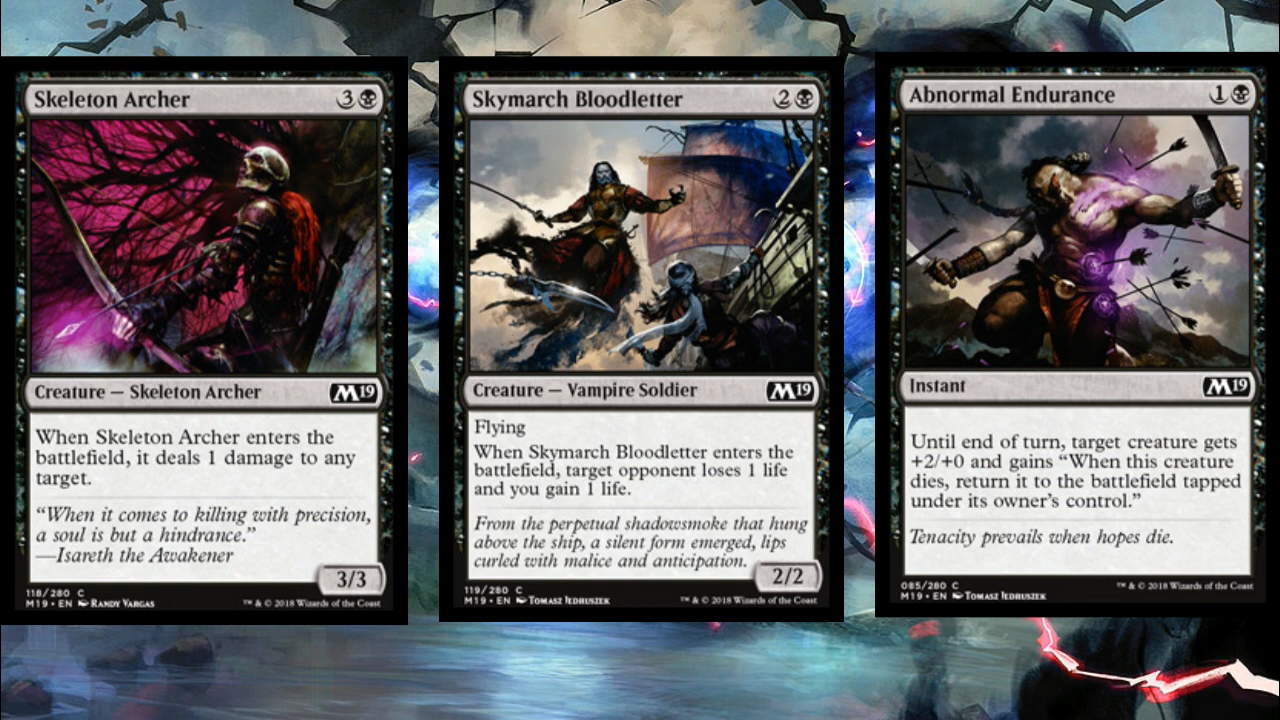 Skeleton Archer 3
Creature — Skeleton Archer M19
When Skeleton Archer enters the
battlefield, it deals 1 damage to any
target.
“When it comes to killing with precision,
a soul is but a hindrance.”
—Isareth the Awakener
3/3
118/280 C
M19 • EN Randy Vargas ™ & © 2018 Wizards of the Coast
Skymarch Bloodletter 2
Creature — Vampire Soldier M19
Flying
When Skymarch Bloodletter enters the
battlefield, target opponent loses 1 life
and you gain 1 life.
From the perpetual shadowsmoke that hung
above the ship, a silent form emerged, lips
curled with malice and anticipation.
2/2
119/280 C
M19 • EN Tomasz Jedruszek ™ & © 2018 Wizards of the Coast
Abnormal Endurance 1
Instant M19
Until end of turn, target creature gets
+2/+0 and gains “When this creature
dies, return it to the battlefield tapped
under its owner’s control.”
Tenacity prevails when hopes die.
085/280 C
M19 • EN Tomasz Jedruszek ™ & © 2018 Wizards of the Coast